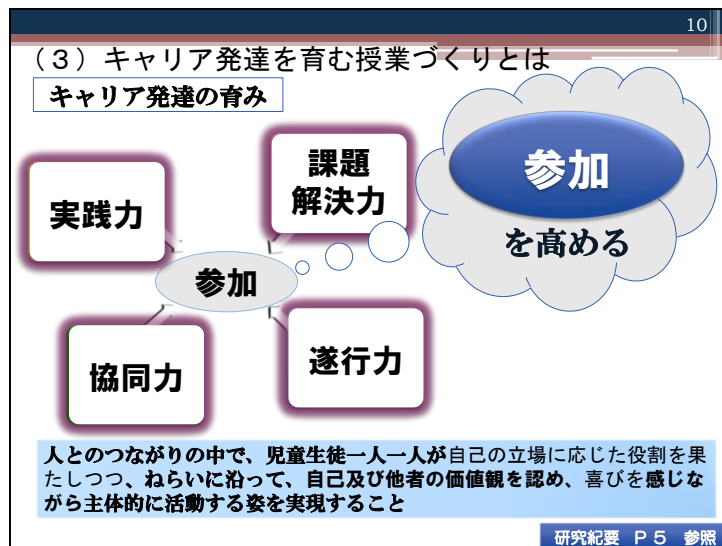 10
（３）キャリア発達を育む授業づくりとは
キャリア発達の育み
課題
解決力
実践力
参加
協同力
遂行力
参加
を高める
人とのつながりの中で、児童生徒一人一人が自己の立場に応じた役割を果
たしつつ、ねらいに沿って、自己及び他者の価値観を認め、喜びを感じな
がら主体的に活動する姿を実現すること
研究紀要　Ｐ５　参照